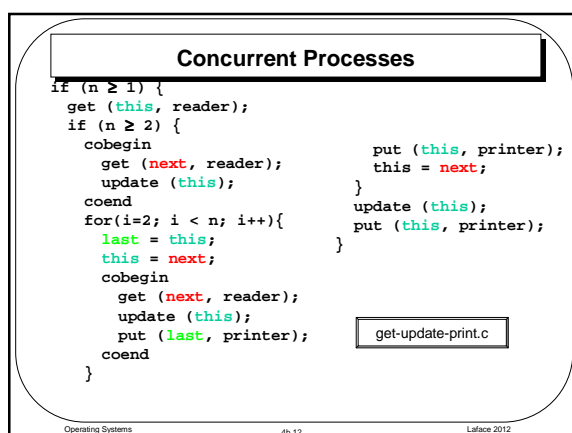 Concurrent Processes
if (n ≥ 1) {
get (this, reader);
if (n ≥ 2) {
cobegin
get (next, reader);
update (this);
coend
for(i=2; i < n; i++){
last = this;
this = next;
cobegin
get (next, reader);
update (this);
put (last, printer);
coend
}
put (this, printer);
this = next;
}
update (this);
put (this, printer);
}
get-update-print.c
Operating Systems
4b.12
Laface 2012